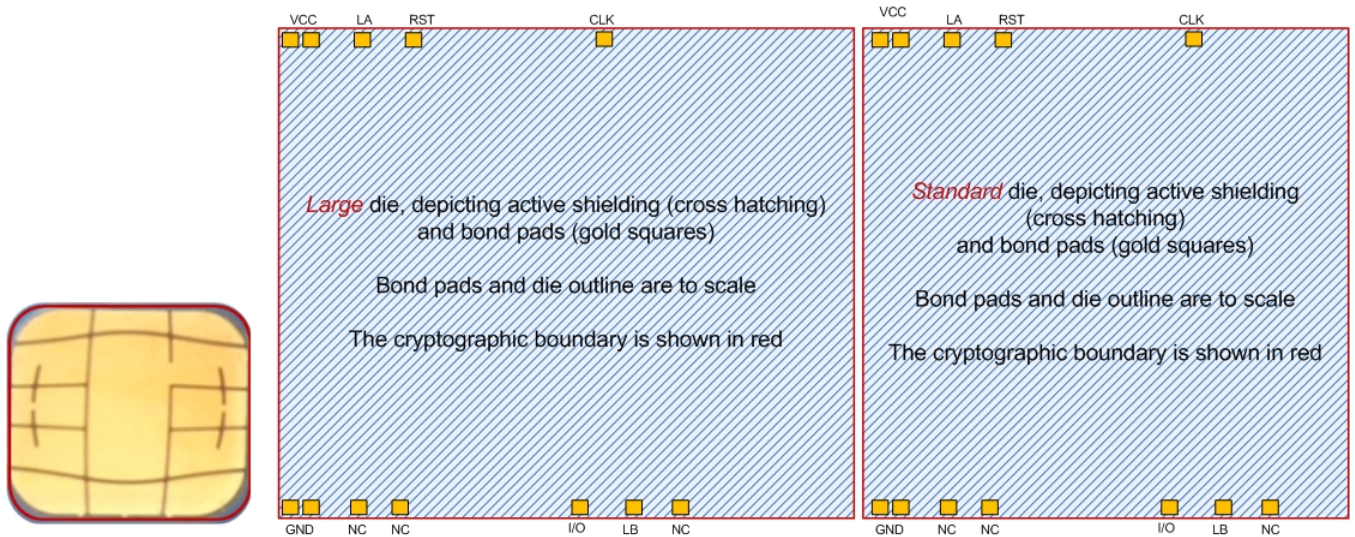 VCC LA RST CLK
Large die, depicting active shielding (cross hatching)
and bond pads (gold squares)
Bond pads and die outline are to scale
The cryptographic boundary is shown in red
GND NC NC I/O LB NC
VCC LA RST CLK
Standard die, depicting active shielding
(cross hatching)
and bond pads (gold squares)
Bond pads and die outline are to scale
The cryptographic boundary is shown in red
GND NC NC I/O LB NC